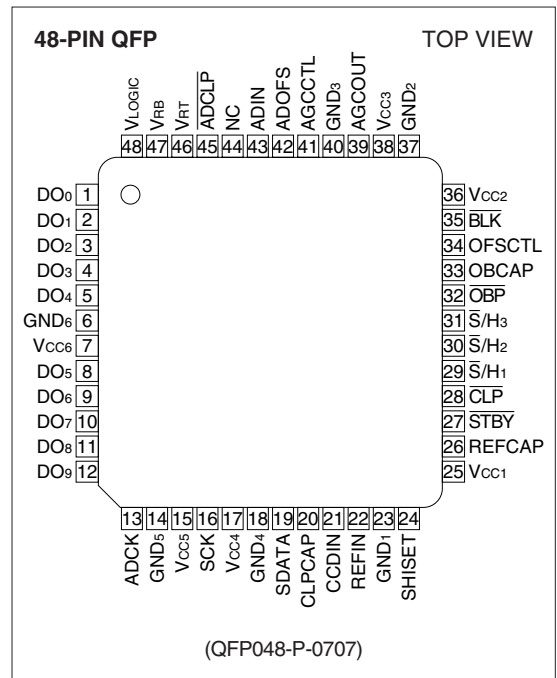 48-PIN QFP TOP VIEW
VLOGIC
VRB
VRT
A̅D̅C̅L̅P̅
NC
ADIN
ADOFS
AGCCTL
GND3
AGCOUT
VCC3
GND2
48 47 46 45 44 43 42 41 40 39 38 37
DO0 1
DO1 2
DO2 3
DO3 4
DO4 5
GND6 6
VCC6 7
DO5 8
DO6 9
DO7 10
DO8 11
DO9 12
36 VCC2
35 B̅L̅K̅
34 OFSCTL
33 OBCAP
32 O̅B̅P̅
31 S̅/H3
30 S̅/H2
29 S̅/H1
28 C̅L̅P̅
27 S̅T̅B̅Y̅
26 REFCAP
25 VCC1
13 14 15 16 17 18 19 20 21 22 23 24
ADCK
GND5
VCC5
SCK
VCC4
GND4
SDATA
CLPCAP
CCDIN
REFIN
GND1
SHISET
(QFP048-P-0707)